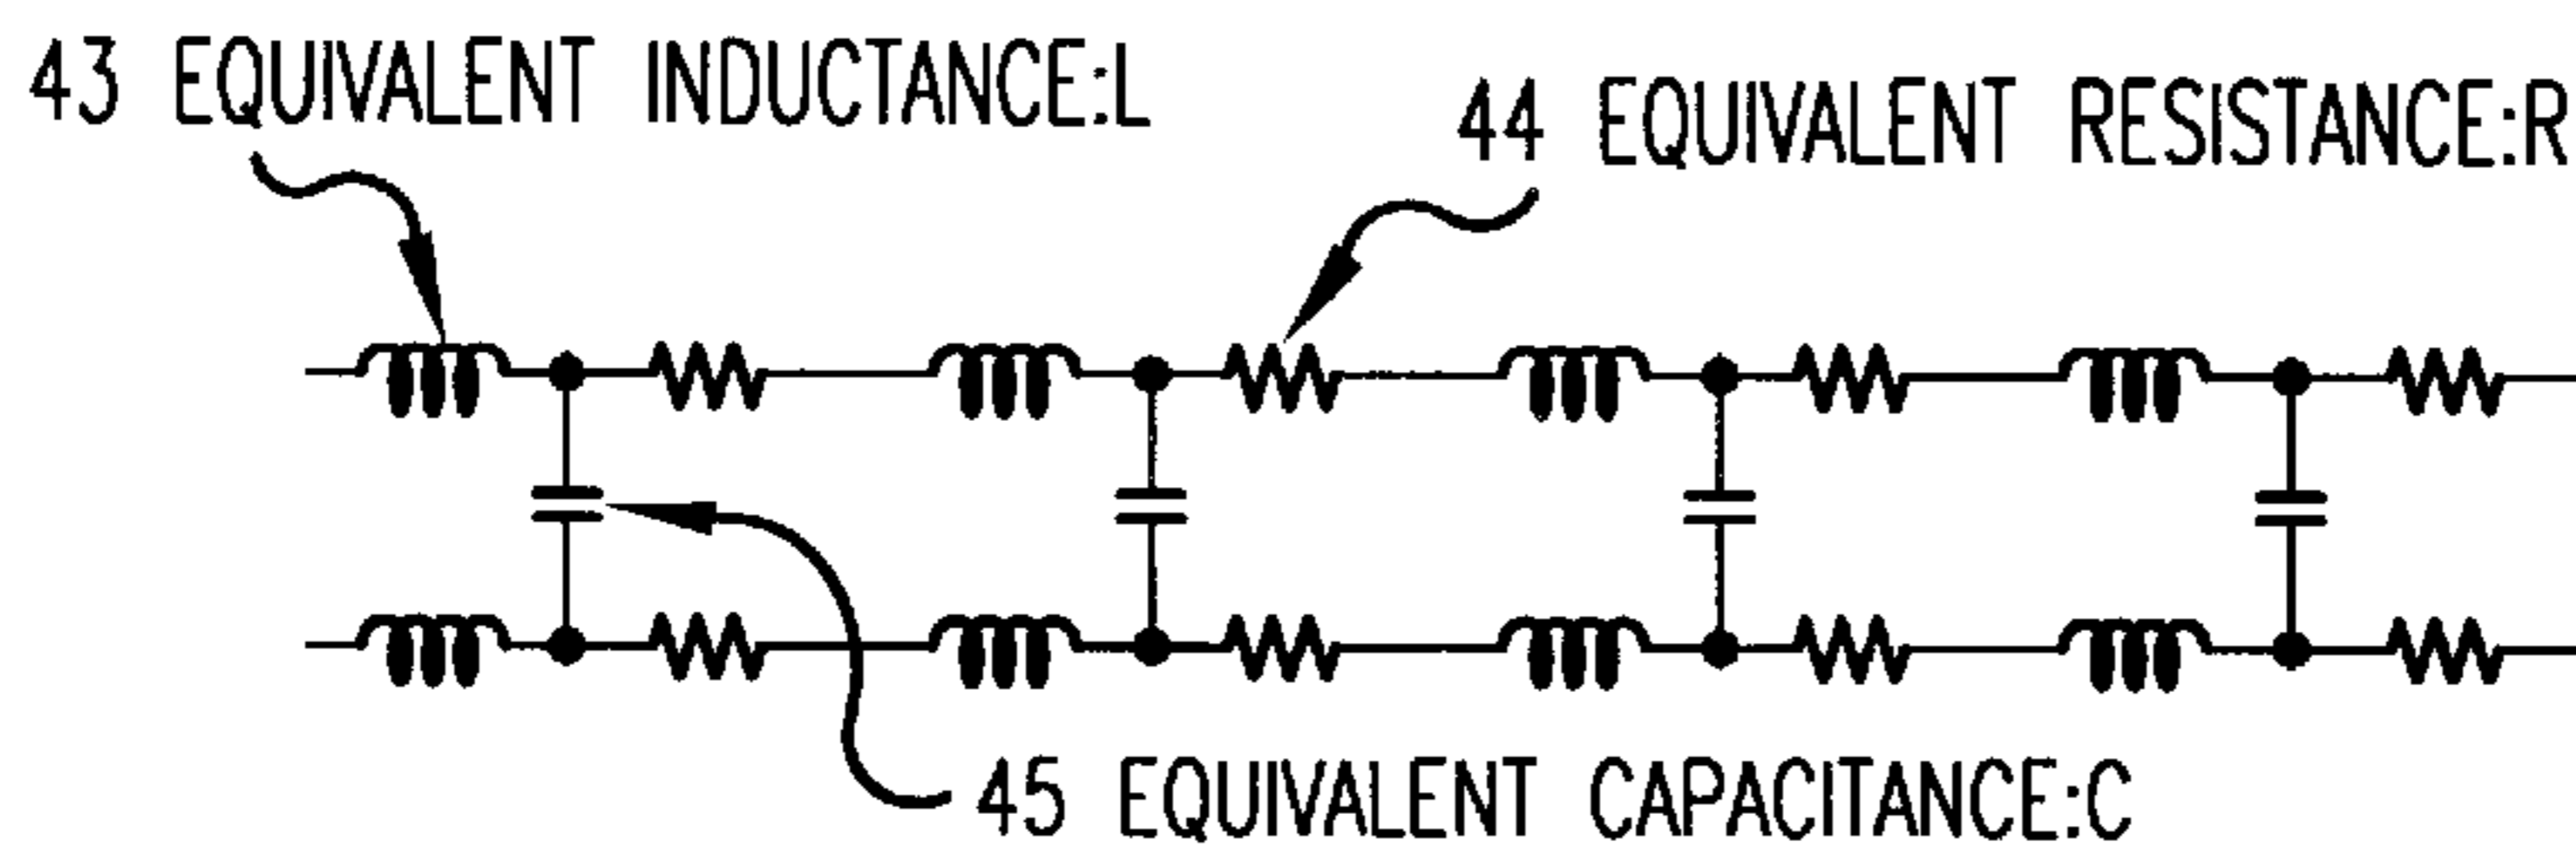 43 EQUIVALENT INDUCTANCE:L
44 EQUIVALENT RESISTANCE:R
45 EQUIVALENT CAPACITANCE:C